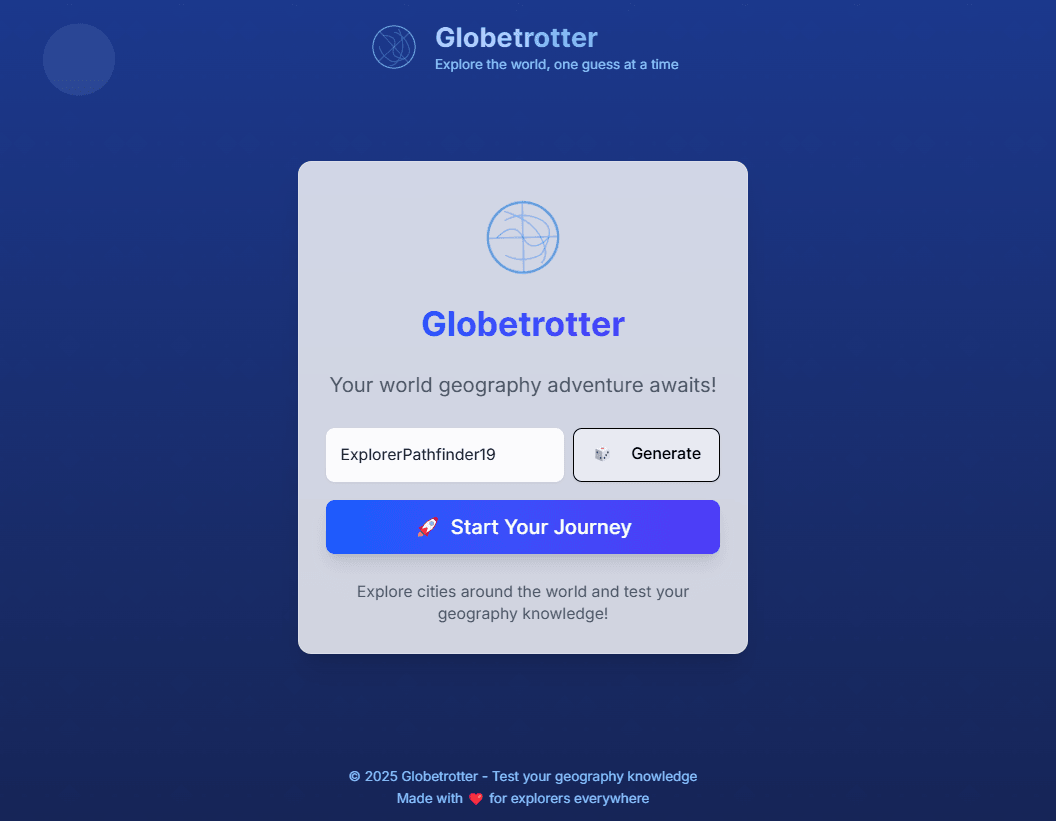 Globetrotter
Explore the world, one guess at a time
Globetrotter
Your world geography adventure awaits!
ExplorerPathfinder19
🎲 Generate
🚀 Start Your Journey
Explore cities around the world and test your
geography knowledge!
© 2025 Globetrotter - Test your geography knowledge
Made with ❤️ for explorers everywhere